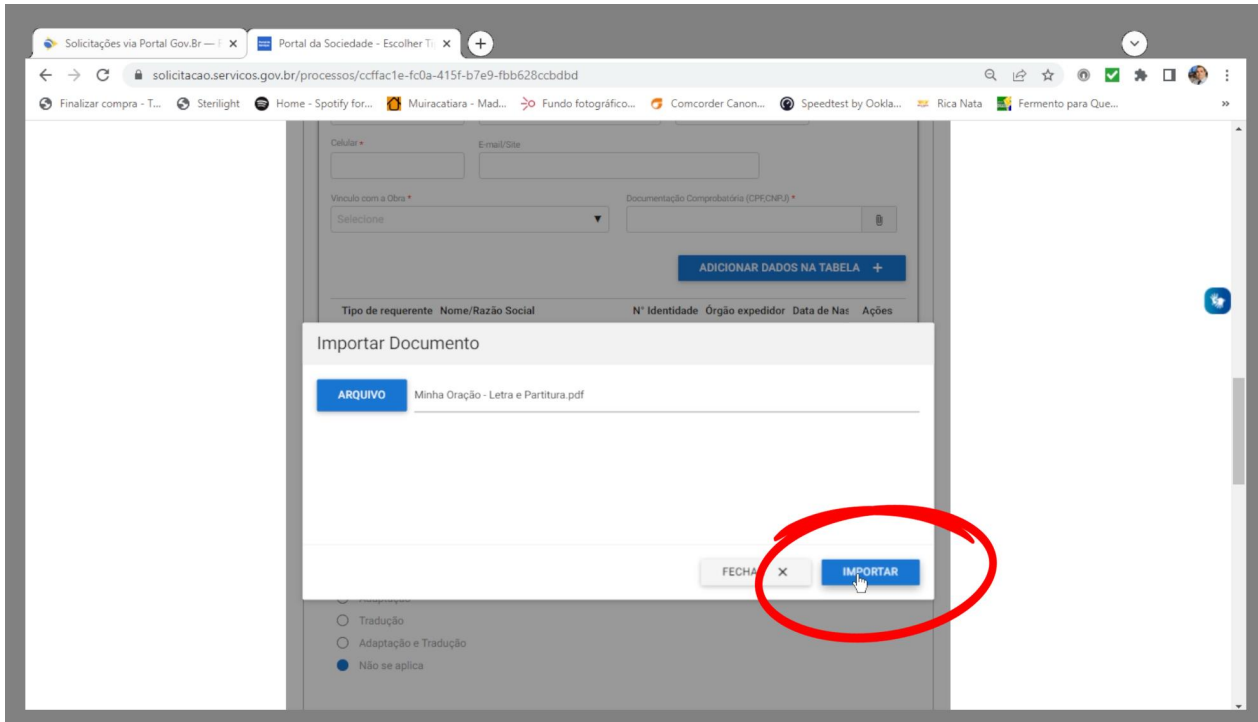 Solicitações via Portal Gov.Br — F
Portal da Sociedade - Escolher Ti
solicitacao.servicos.gov.br/processos/ccffac1e-fc0a-415f-b7e9-fbb628ccbdbd
Finalizar compra - T... Sterilight Home - Spotify for... Muiracatiara - Mad... Fundo fotográfico... Comcorder Canon... Speedtest by Ookla... Rica Nata Fermento para Que... »
Celular * E-mail/Site
Vinculo com a Obra * Documentação Comprobatória (CPF,CNPJ) *
Selecione
ADICIONAR DADOS NA TABELA +
Tipo de requerente Nome/Razão Social N° Identidade Órgão expedidor Data de Nas Ações
Importar Documento
ARQUIVO Minha Oração - Letra e Partitura.pdf
FECHA X IMPORTAR
Tradução
Adaptação e Tradução
Não se aplica